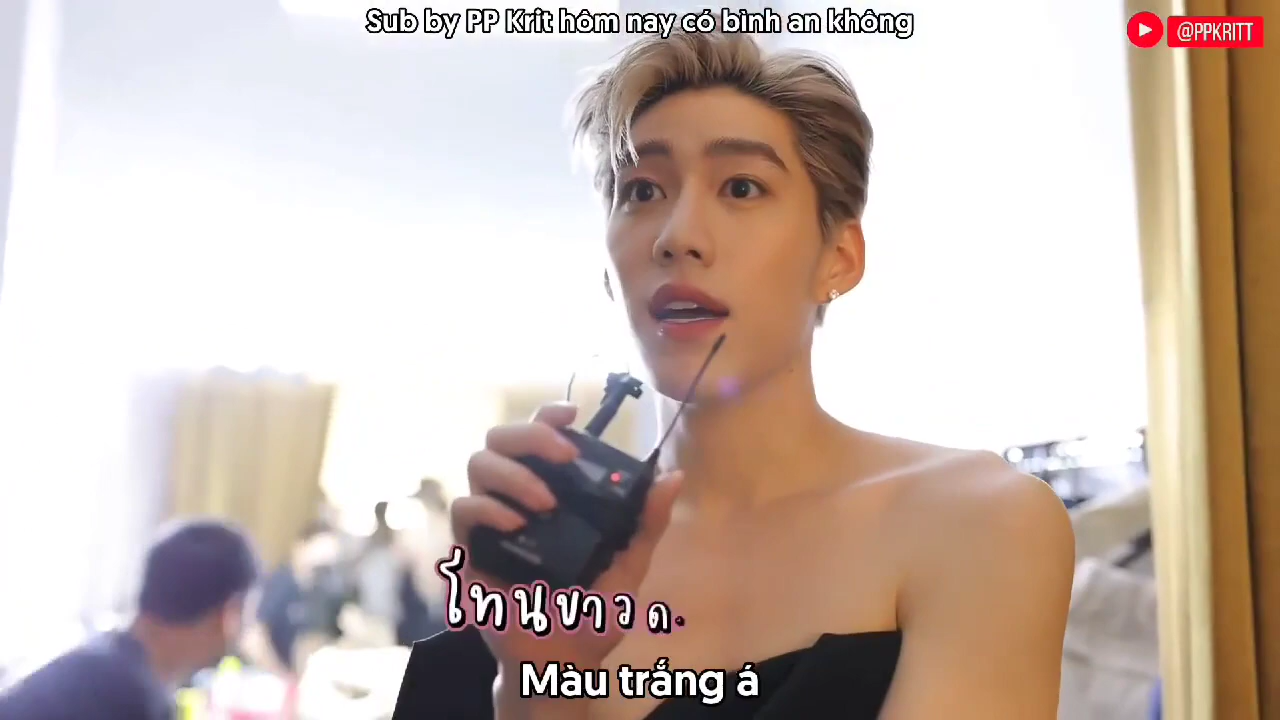 Sub by PP Krit hôm nay có bình an không
@PPKRITT
โทนขาว ด.
Màu trắng á